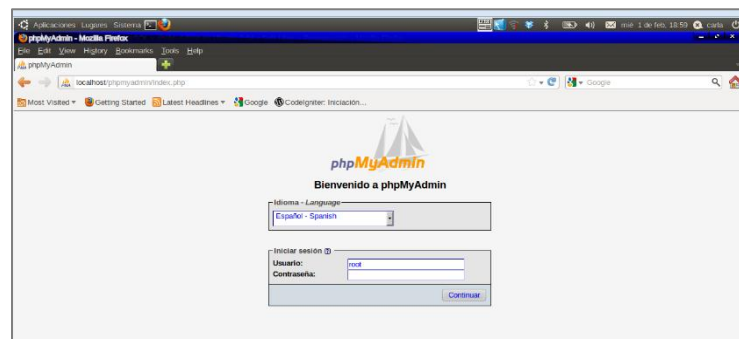 Aplicaciones Lugares Sistema mié 1 de feb, 18:59 carla
phpMyAdmin - Mozilla Firefox
File Edit View History Bookmarks Tools Help
phpMyAdmin
localhost/phpmyadmin/index.php Google
Most Visited Getting Started Latest Headlines Google CodeIgniter: Iniciación...
phpMyAdmin
Bienvenido a phpMyAdmin
Idioma - Language
Español - Spanish
Iniciar sesión
Usuario: root
Contraseña:
Continuar